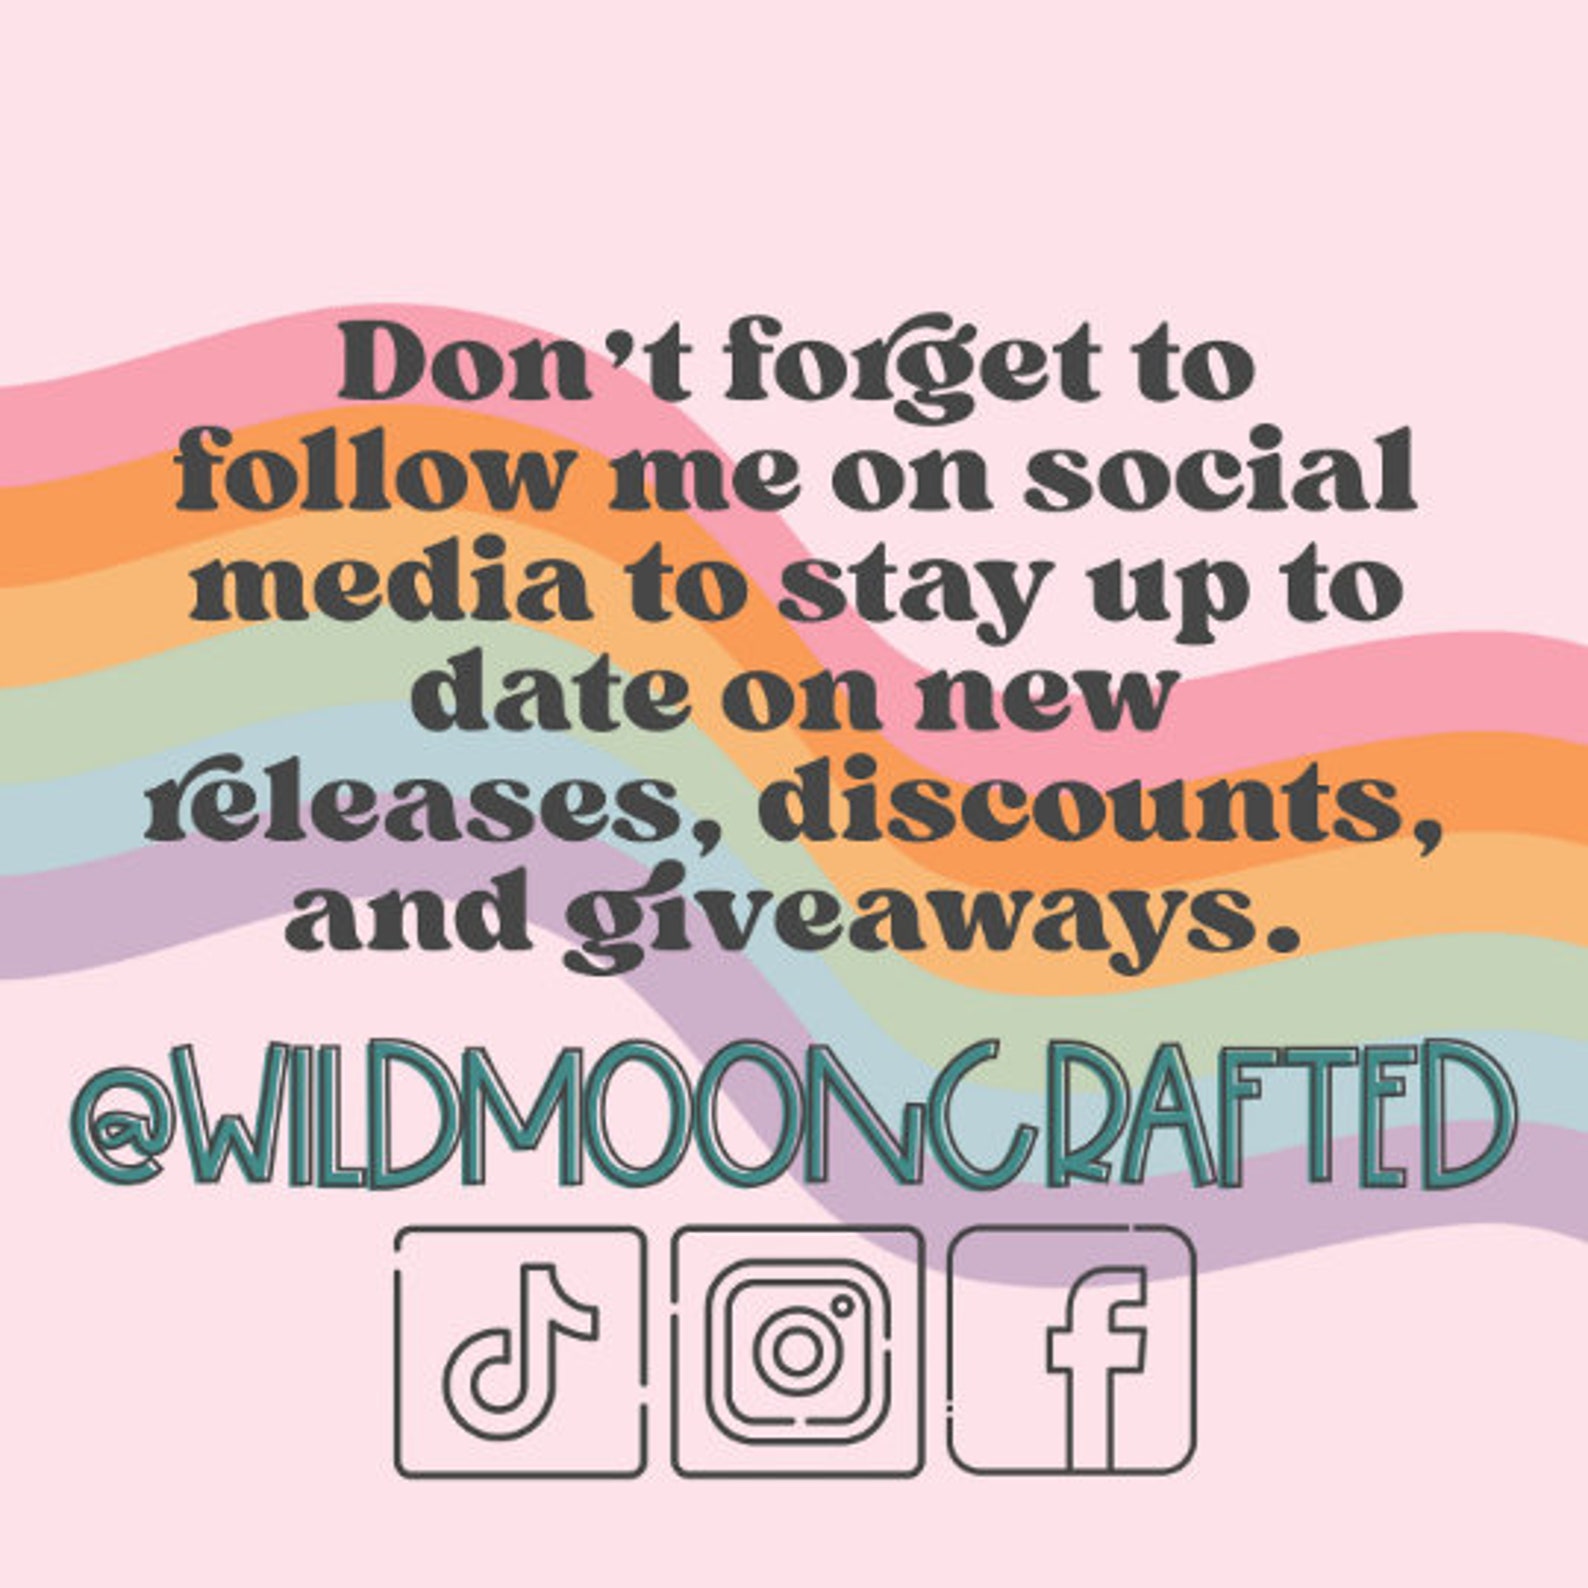 Don't forget to
follow me on social
media to stay up to
date on new
releases, discounts,
and giveaways.
@WILDMOONCRAFTED